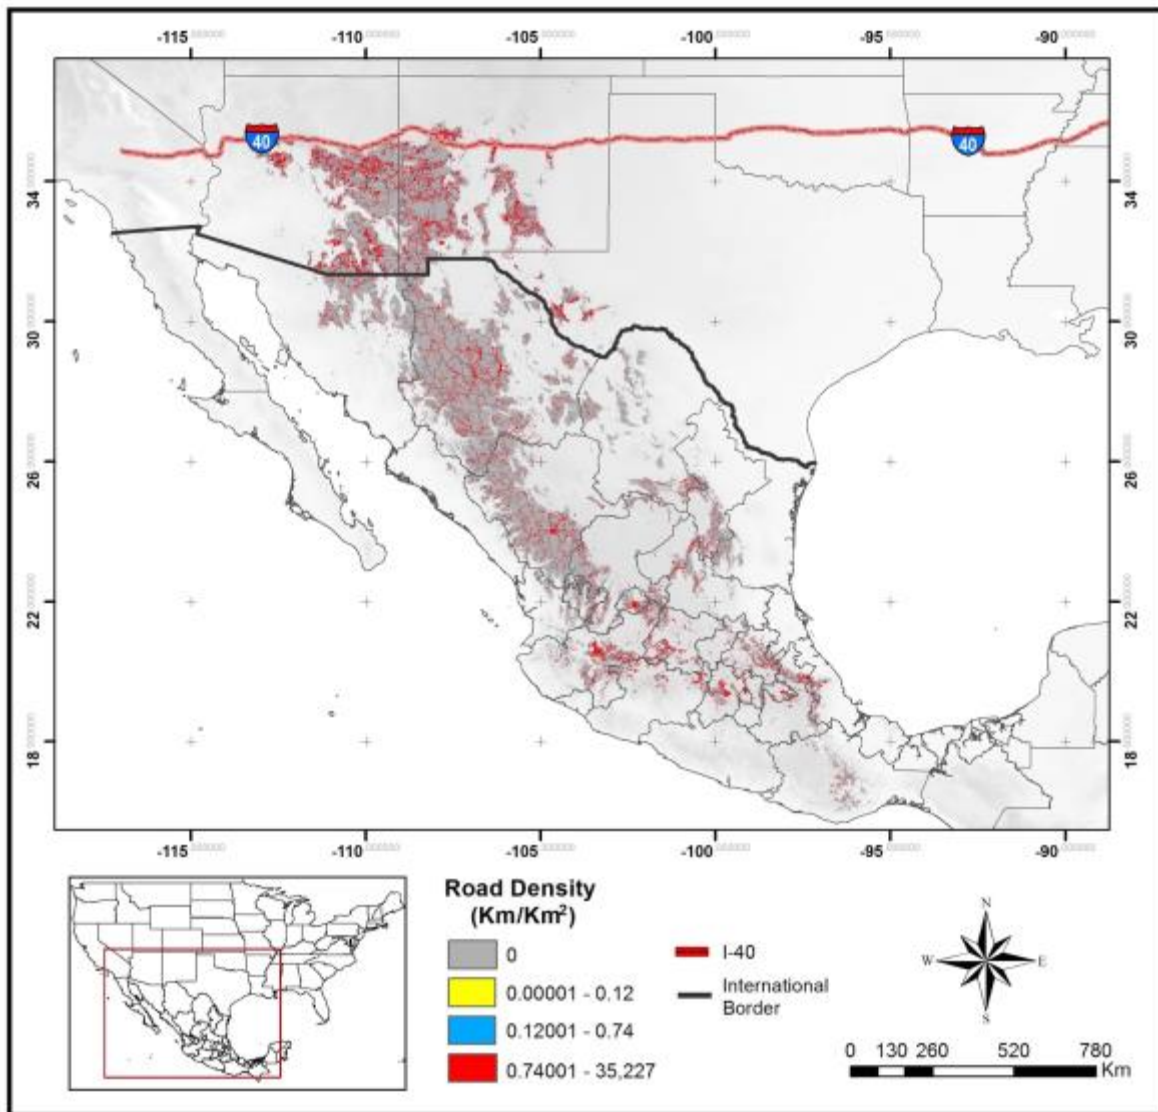 -115 -110 -105 -100 -95 -90
40
40
34 34
30 30
26 26
22 22
18 18
-115 -110 -105 -100 -95 -90
Road Density
(Km/Km²)
0
0.00001 - 0.12
0.12001 - 0.74
0.74001 - 35,227
I-40
International
Border
N
W E
S
0 130 260 520 780
Km